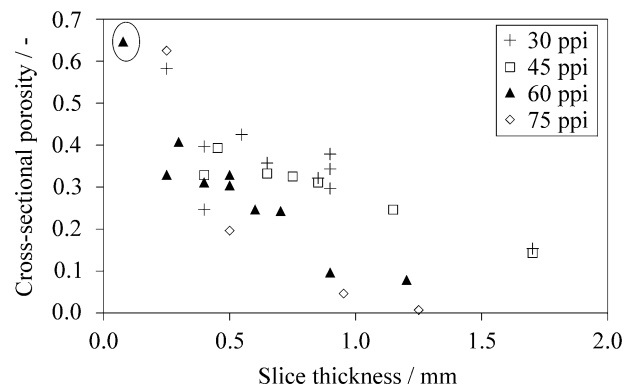 0.7
0.6
0.5
0.4
0.3
0.2
0.1
0.0
Cross-sectional porosity / -
30 ppi
45 ppi
60 ppi
75 ppi
0.0 0.5 1.0 1.5 2.0
Slice thickness / mm